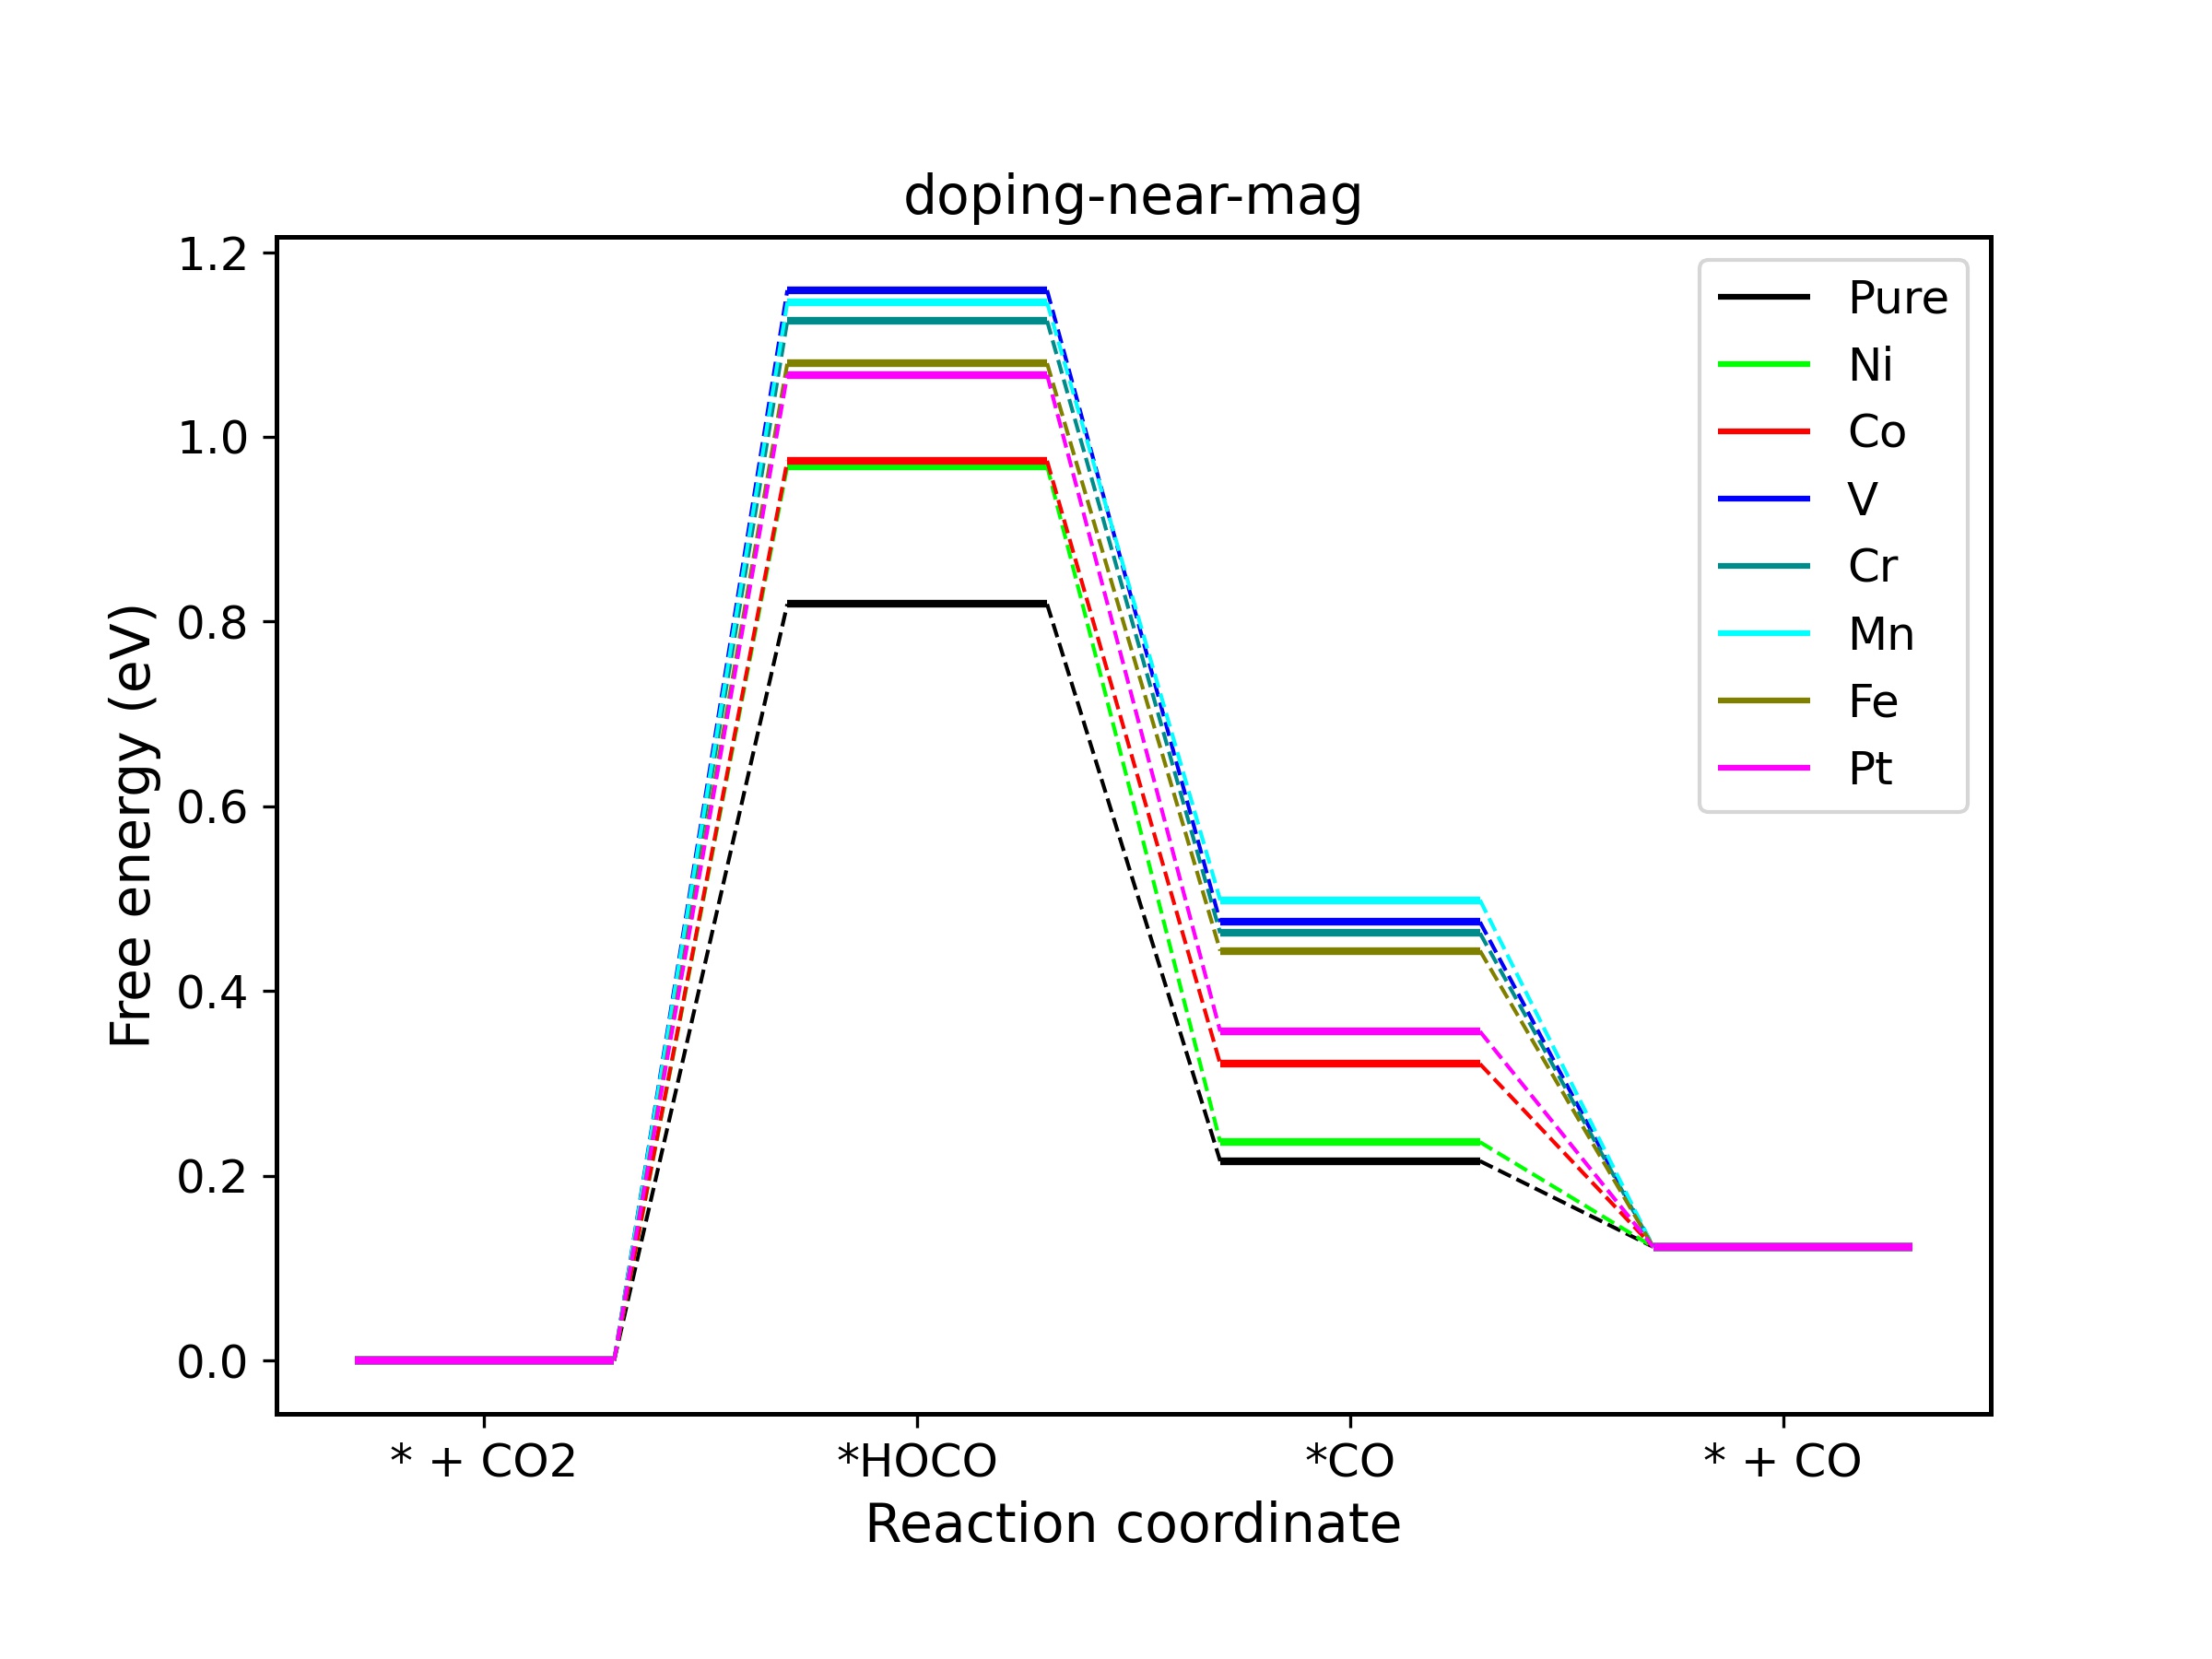 doping-near-mag
1.2
1.0
0.8
0.6
0.4
0.2
0.0
Free energy (eV)
Pure
Ni
Co
V
Cr
Mn
Fe
Pt
* + CO2
*HOCO
*CO
* + CO
Reaction coordinate